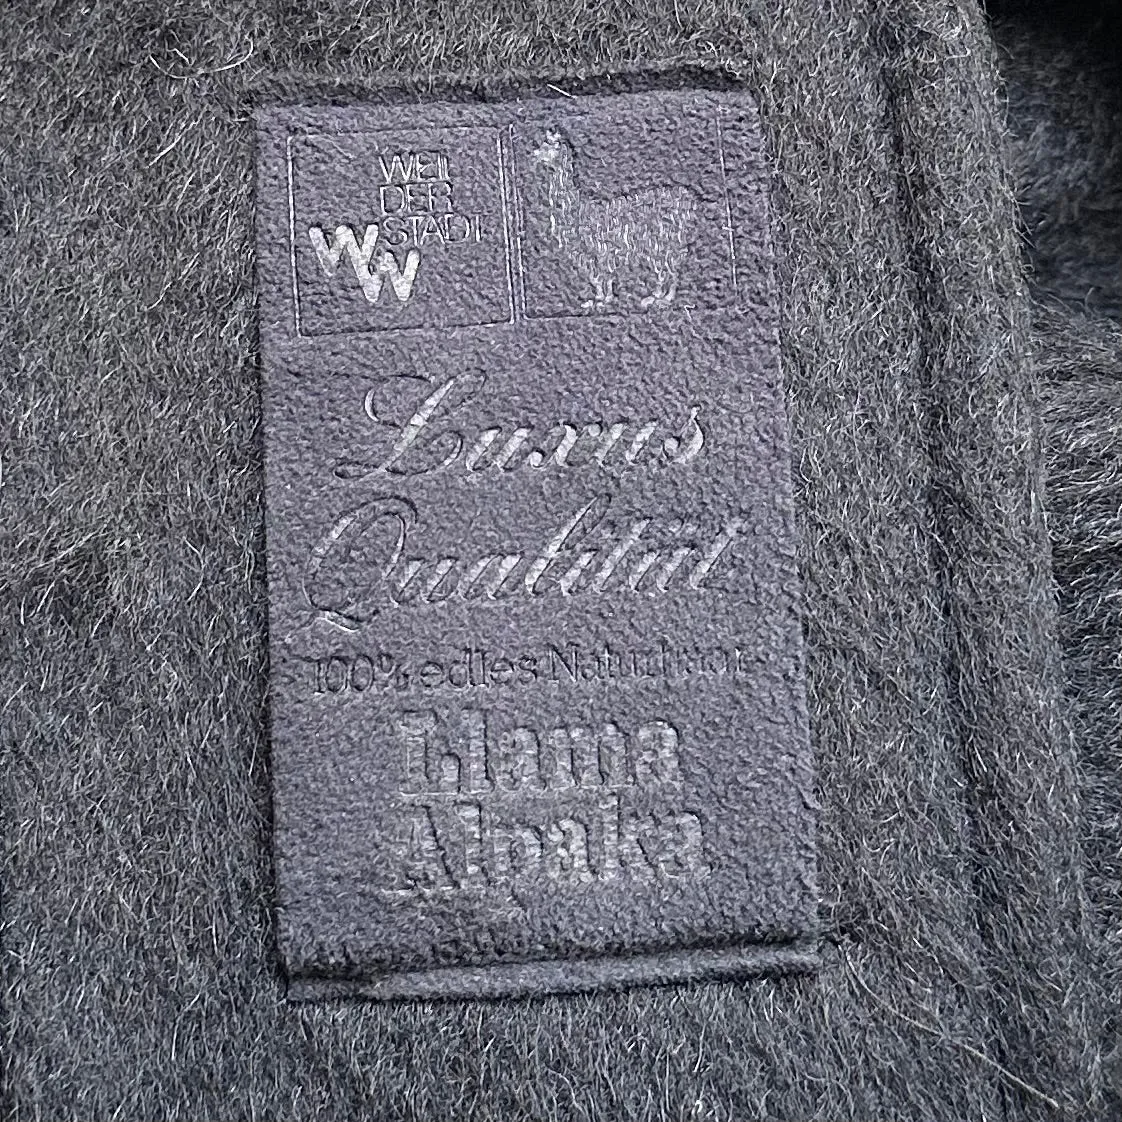 WEIL
DER
STADT
WW
Luxus
Qualität
100% edles Naturhaar
Llama
Alpaka